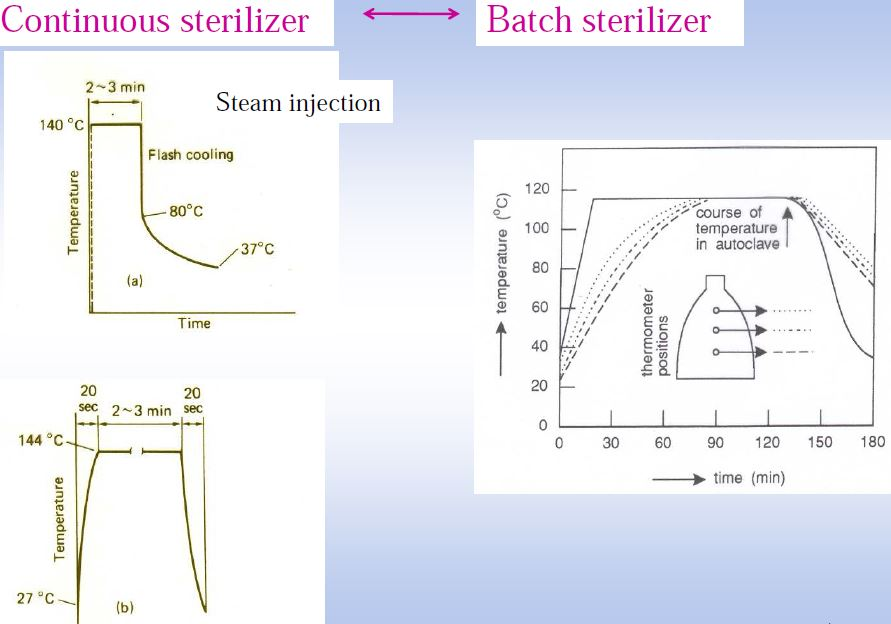 Continuous sterilizer
Batch sterilizer
Steam injection
2~3 min
140 °C
Flash cooling
80°C
37°C
Temperature
(a)
Time
20
sec
2~3 min
20
sec
144 °C
Temperature
27 °C
(b)
temperature (°C)
120
100
80
60
40
20
0
course of
temperature
in autoclave
thermometer
positions
0
30
60
90
120
150
180
time (min)